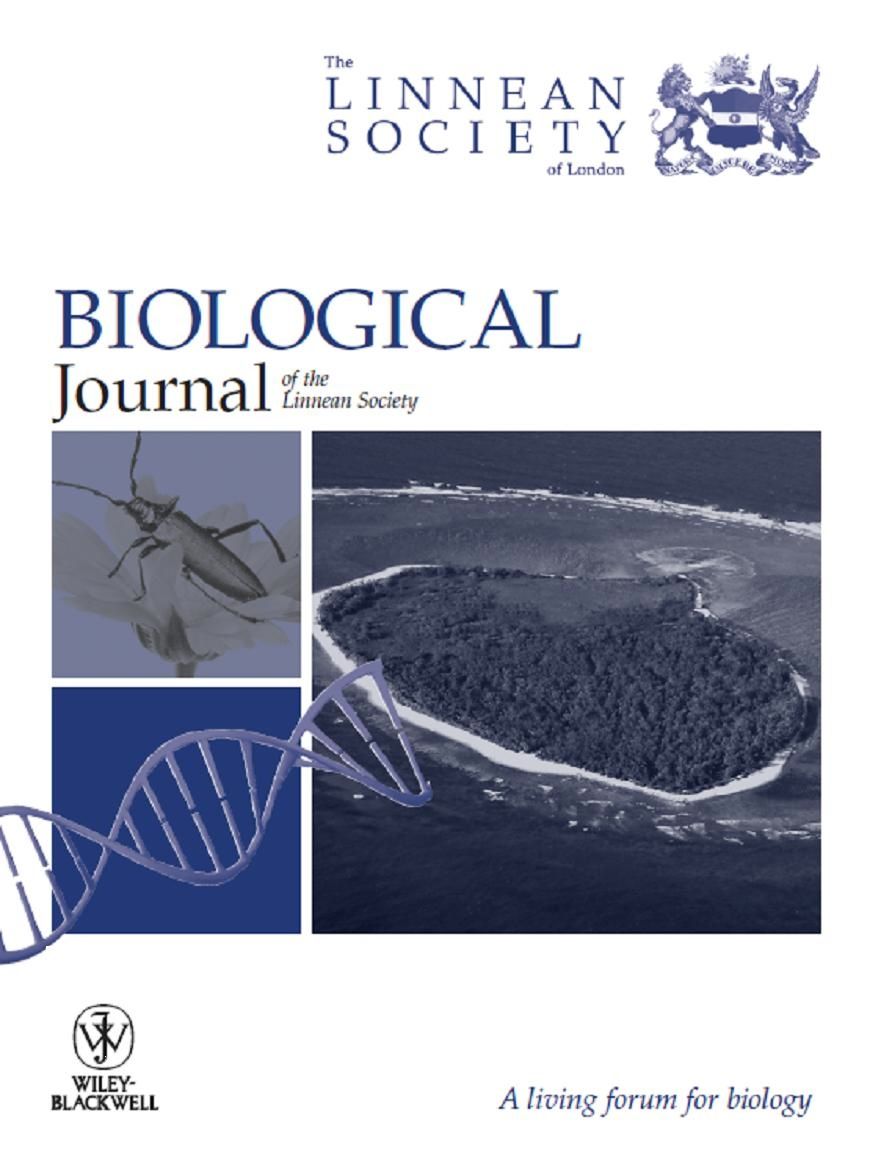 The
LINNEAN
SOCIETY
of London
BIOLOGICAL
Journal of the
Linnean Society
WILEY-
BLACKWELL
A living forum for biology